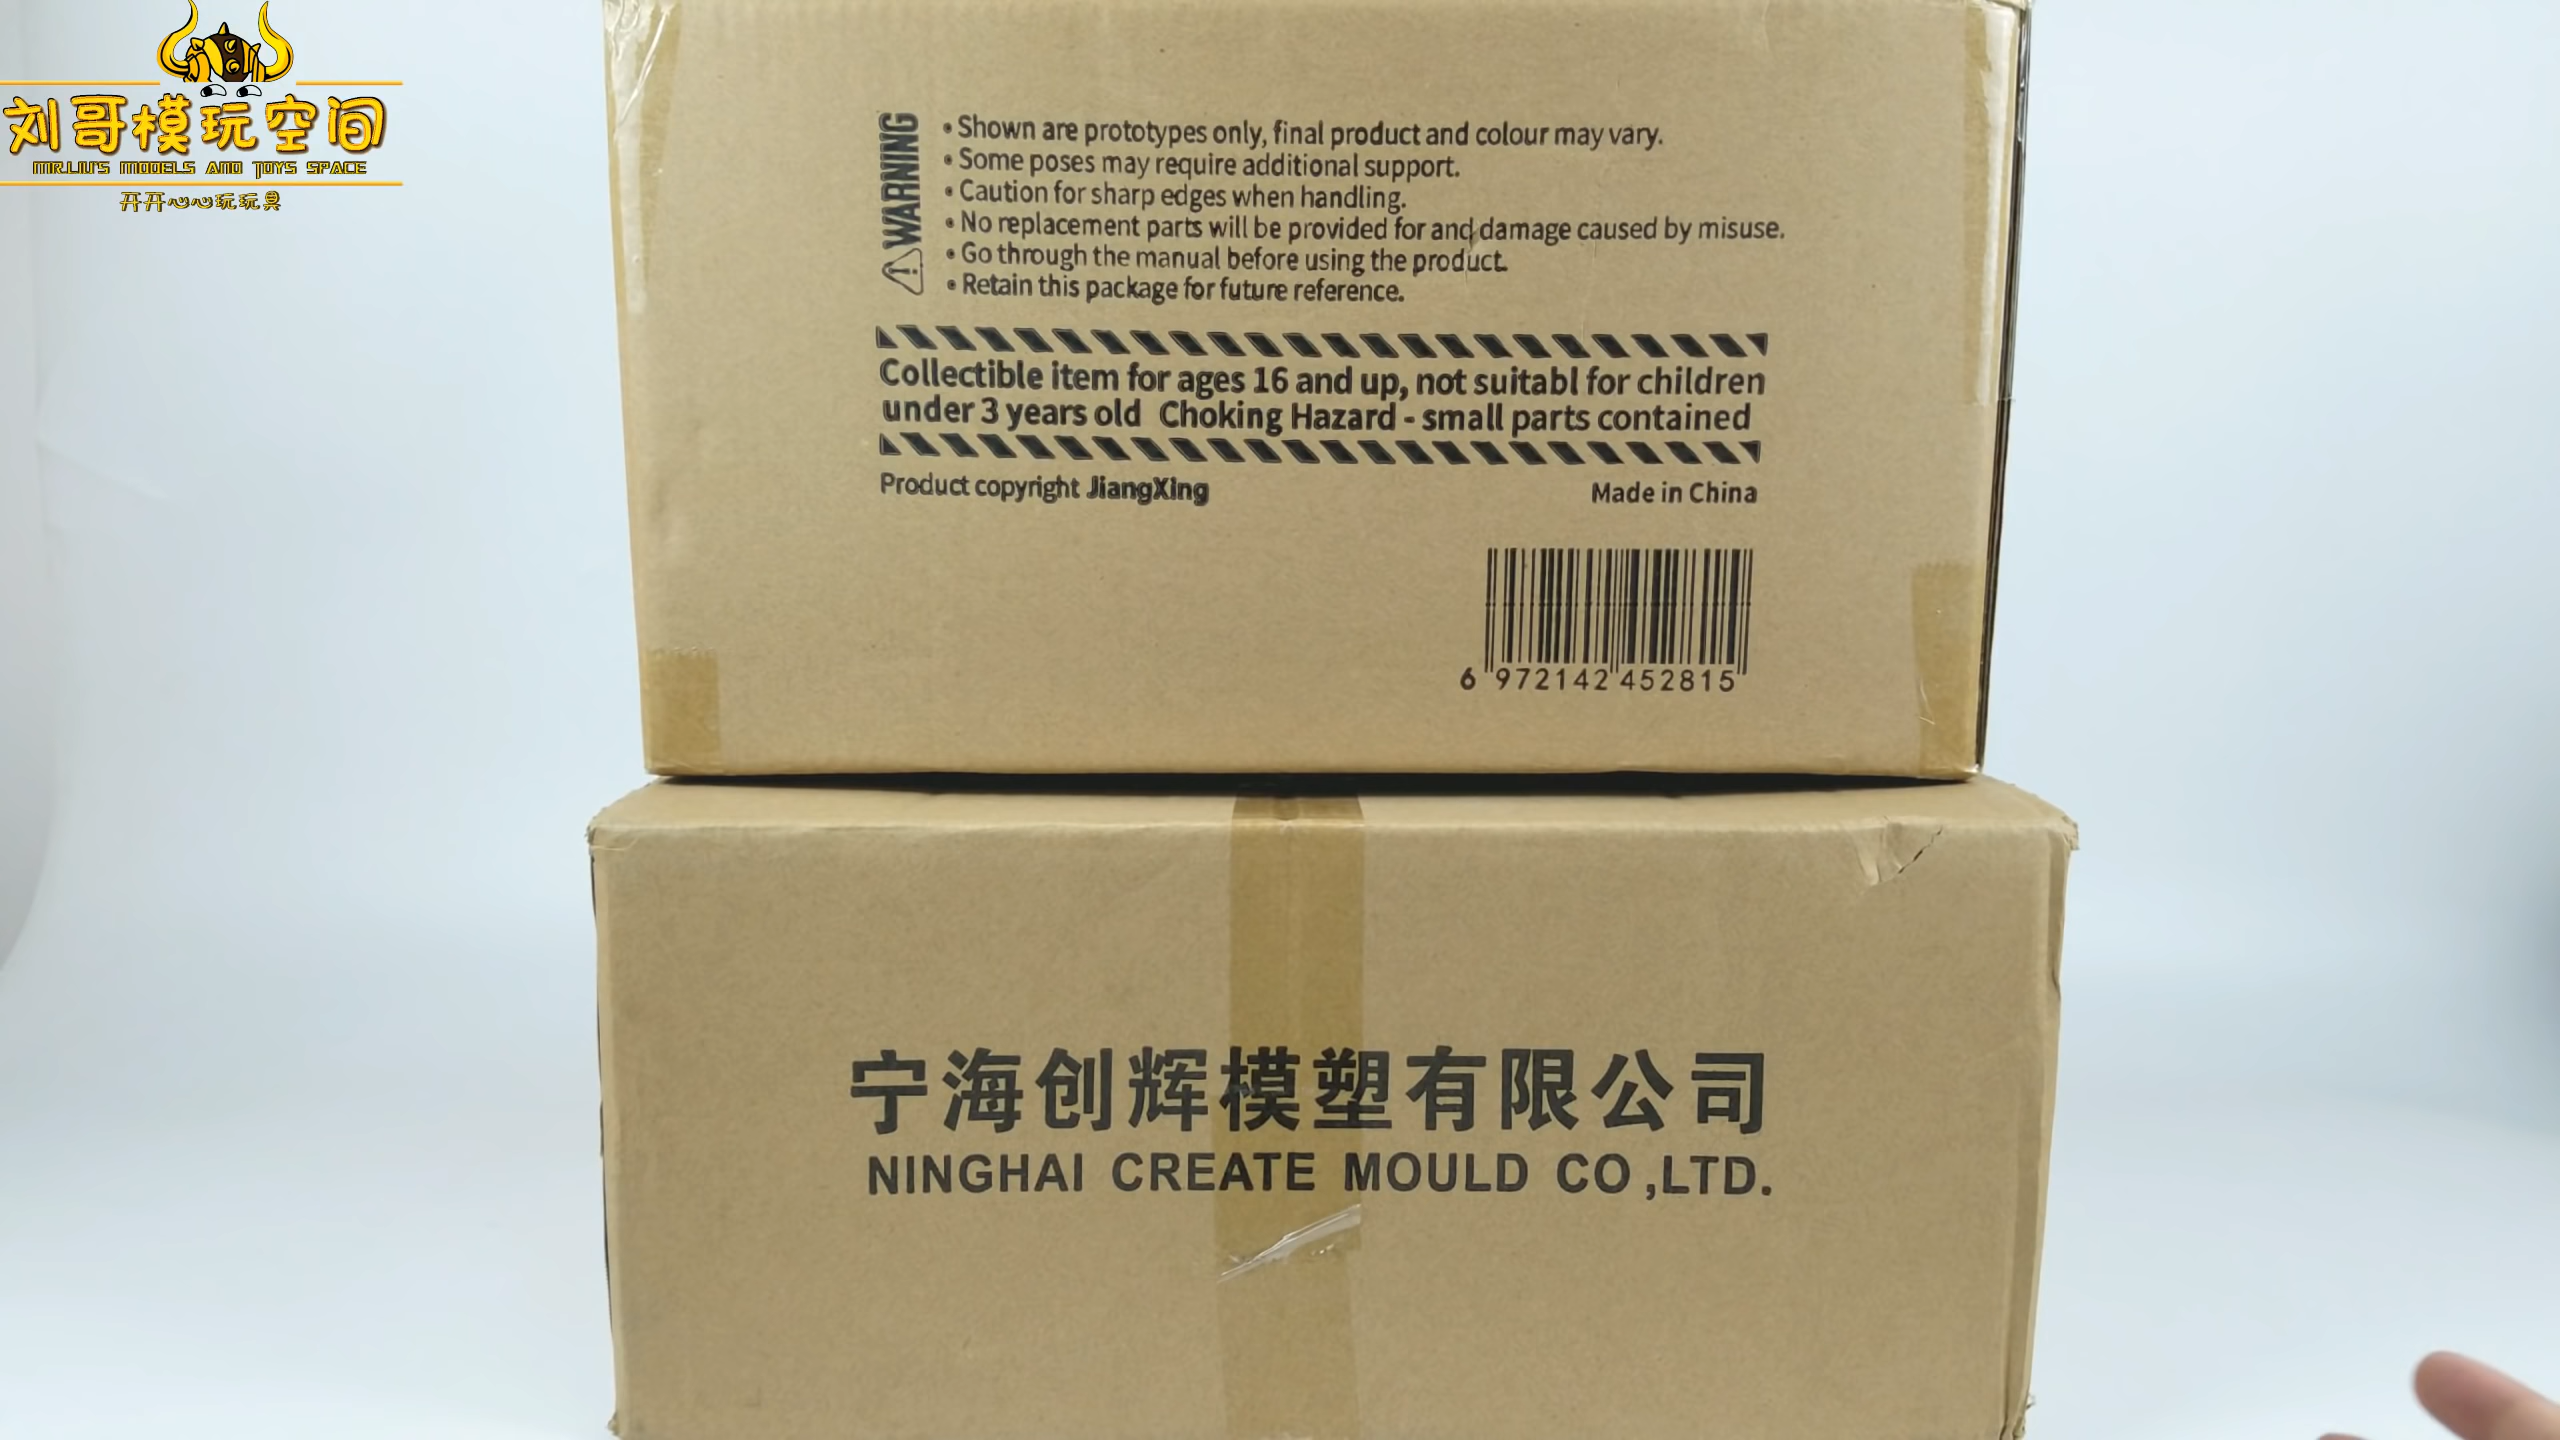 刘哥模玩空间
MR.LIU'S MODELS AND TOYS SPACE
开开心心玩玩具
WARNING
• Shown are prototypes only, final product and colour may vary.
• Some poses may require additional support.
• Caution for sharp edges when handling.
• No replacement parts will be provided for and damage caused by misuse.
• Go through the manual before using the product.
• Retain this package for future reference.
Collectible item for ages 16 and up, not suitabl for children
under 3 years old Choking Hazard - small parts contained
Product copyright JiangXing
Made in China
6 972142 452815
宁海创辉模塑有限公司
NINGHAI CREATE MOULD CO ,LTD.